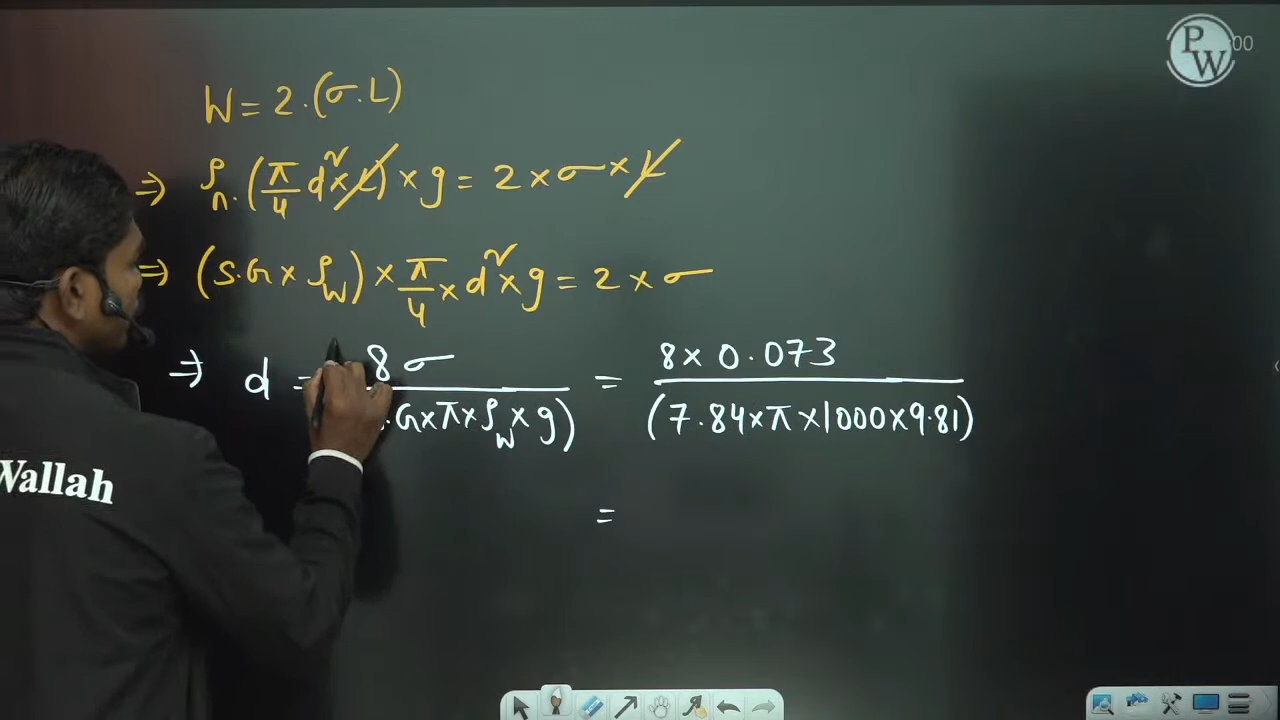 PW
00
W = 2.(σ.L)
⇒ ρn.(π/4 d²×L)×g = 2×σ×L
⇒ (S.G×ρw)×π/4×d²×g = 2×σ
⇒ d = 8σ / .G×π×ρw×g) = 8×0.073 / (7.84×π×1000×9.81)
=
Wallah